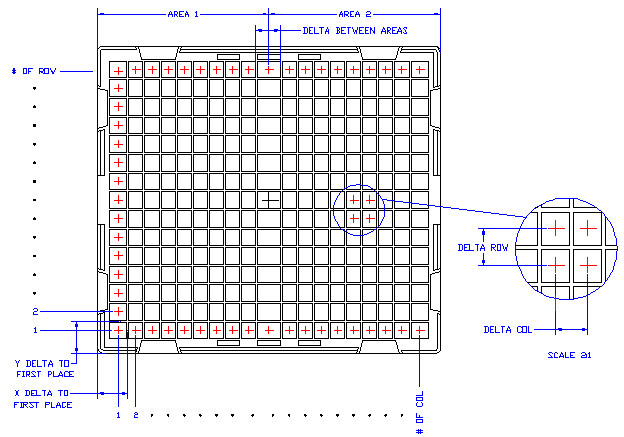 AREA 1
AREA 2
DELTA BETWEEN AREAS
# OF ROW
DELTA ROW
2
1
DELTA COL
SCALE 2:1
Y DELTA TO
FIRST PLACE
X DELTA TO
FIRST PLACE
1
2
# OF COL